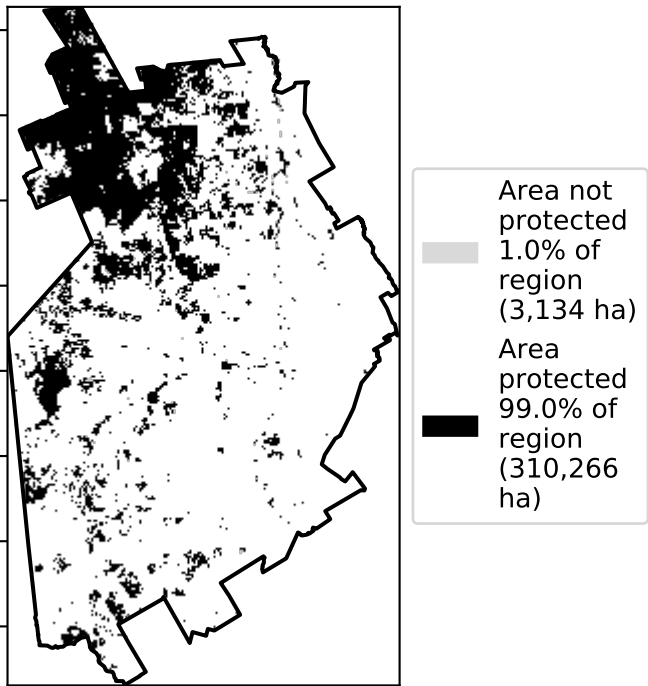 Area not
protected
1.0% of
region
(3,134 ha)
Area
protected
99.0% of
region
(310,266
ha)